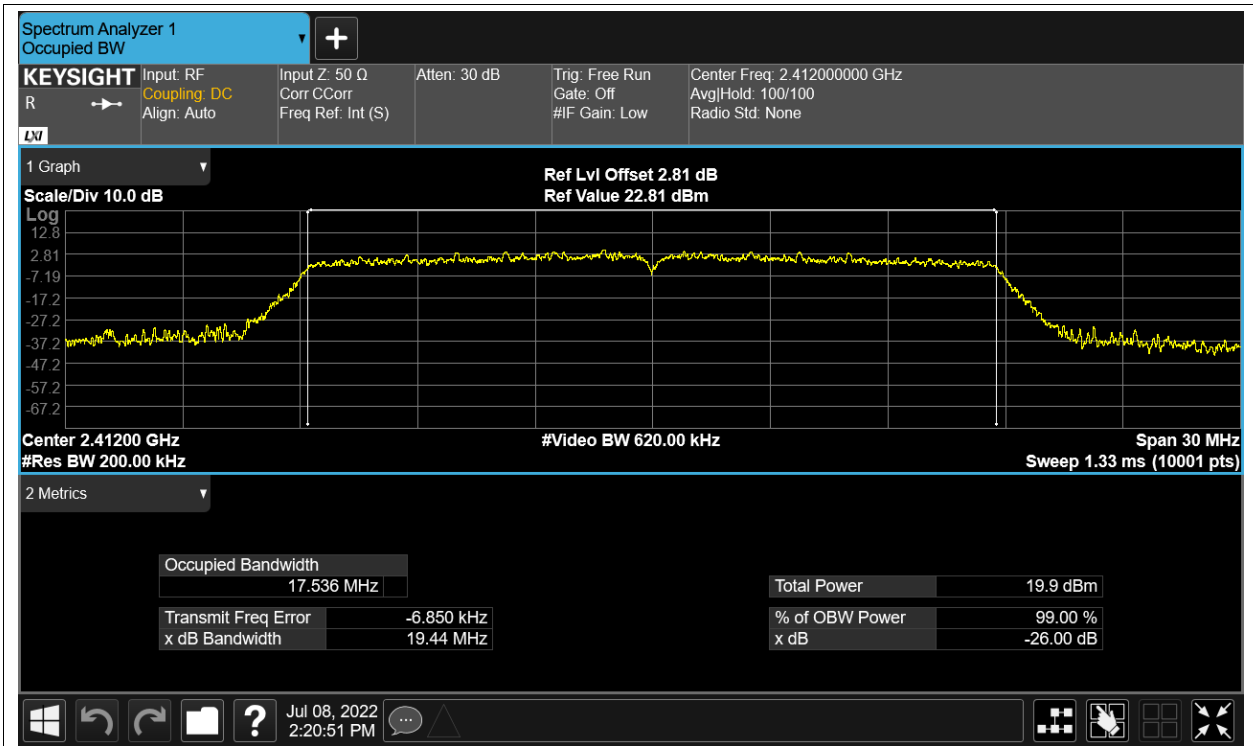 Spectrum Analyzer 1
Occupied BW
KEYSIGHT
R
LXI
Input: RF
Coupling: DC
Align: Auto
Input Z: 50 Ω
Corr CCorr
Freq Ref: Int (S)
Atten: 30 dB
Trig: Free Run
Gate: Off
#IF Gain: Low
Center Freq: 2.412000000 GHz
Avg|Hold: 100/100
Radio Std: None
1 Graph
Scale/Div 10.0 dB
Ref Lvl Offset 2.81 dB
Ref Value 22.81 dBm
Log
12.8
2.81
-7.19
-17.2
-27.2
-37.2
-47.2
-57.2
-67.2
Center 2.41200 GHz
#Res BW 200.00 kHz
#Video BW 620.00 kHz
Span 30 MHz
Sweep 1.33 ms (10001 pts)
2 Metrics
Occupied Bandwidth
17.536 MHz
Transmit Freq Error -6.850 kHz
x dB Bandwidth 19.44 MHz
Total Power 19.9 dBm
% of OBW Power 99.00 %
x dB -26.00 dB
?
Jul 08, 2022
2:20:51 PM